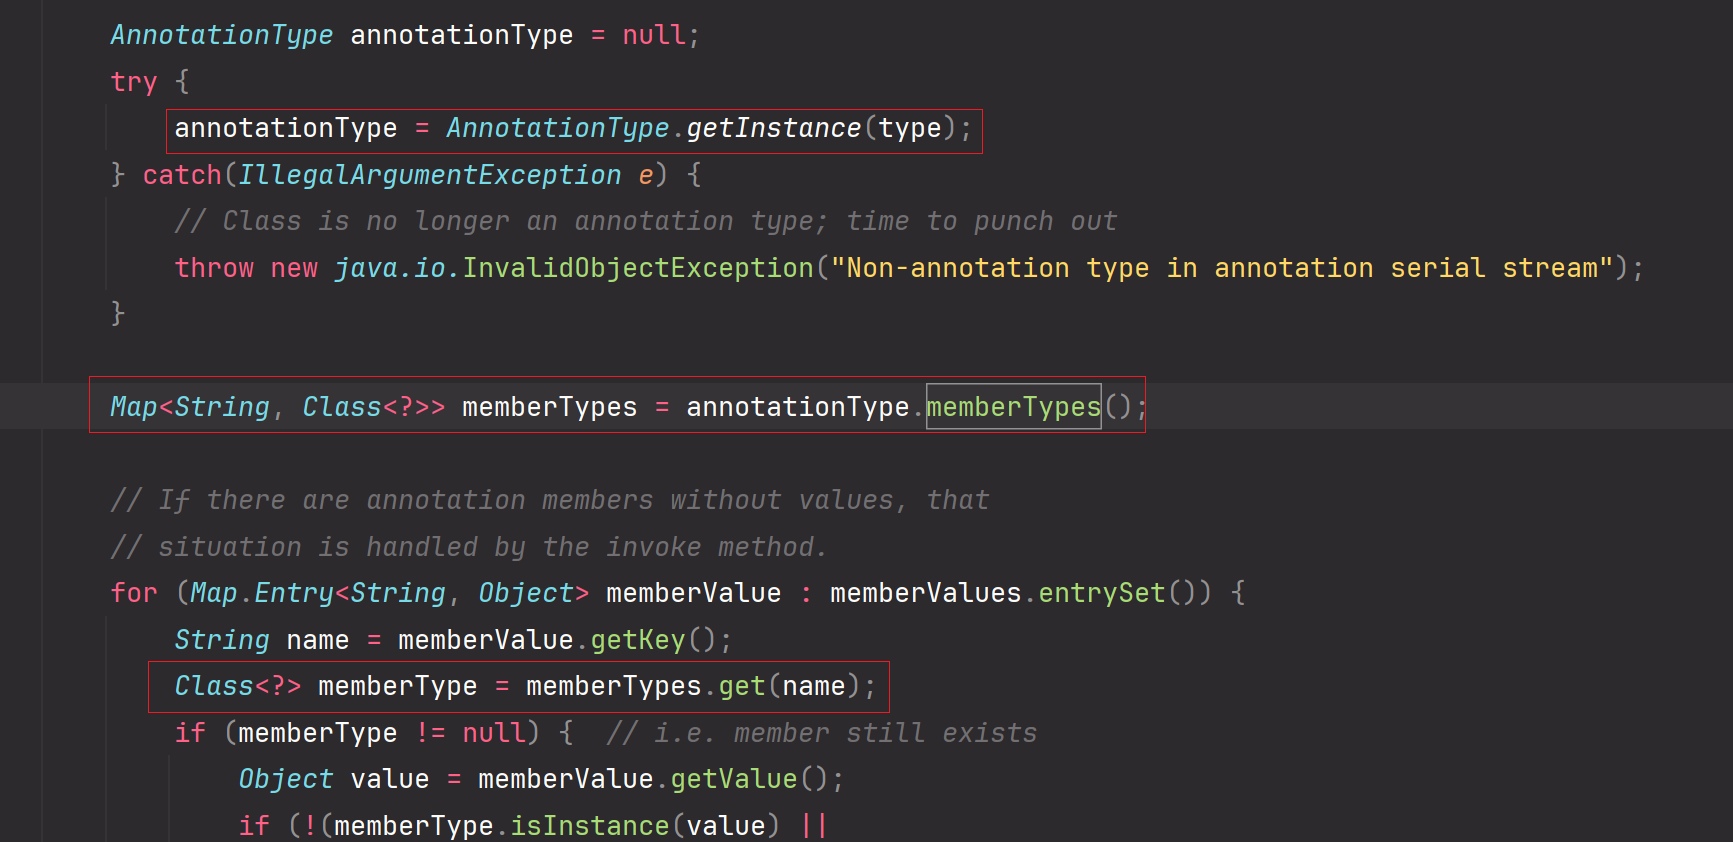 AnnotationType annotationType = null;
try {
annotationType = AnnotationType.getInstance(type);
} catch(IllegalArgumentException e) {
// Class is no longer an annotation type; time to punch out
throw new java.io.InvalidObjectException("Non-annotation type in annotation serial stream");
}
Map<String, Class<?>> memberTypes = annotationType.memberTypes();
// If there are annotation members without values, that
// situation is handled by the invoke method.
for (Map.Entry<String, Object> memberValue : memberValues.entrySet()) {
String name = memberValue.getKey();
Class<?> memberType = memberTypes.get(name);
if (memberType != null) {  // i.e. member still exists
Object value = memberValue.getValue();
if (!(memberType.isInstance(value) ||